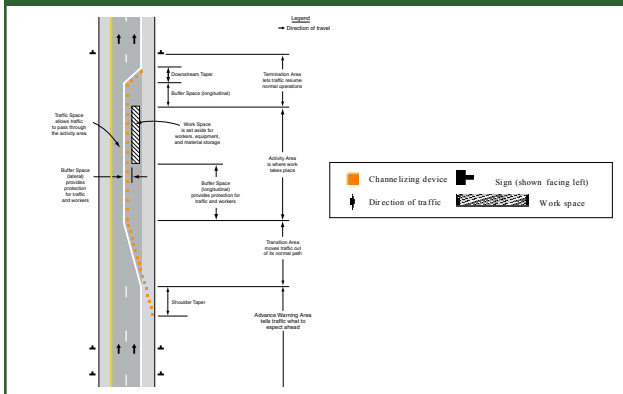 Legend
Direction of travel
Downstream Taper
Termination Area
lets traffic resume
normal operations
Buffer Space (longitudinal)
Traffic Space
allows traffic
to pass through
the activity area
Work Space
is set aside for
workers, equipment,
and material storage
Activity Area
is where work
takes place
Buffer Space
(lateral)
provides
protection
for traffic
and workers
Buffer Space
(longitudinal)
provides protection for
traffic and workers
Transition Area
moves traffic out
of its normal path
Shoulder Taper
Advance Warning Area
tells traffic what to
expect ahead
Channelizing device
Sign (shown facing left)
Direction of traffic
Work space